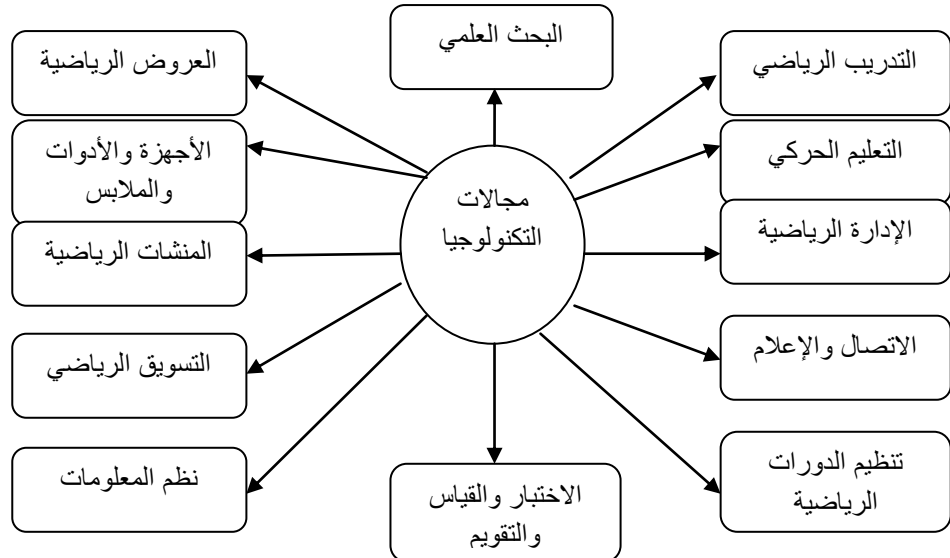 البحث العلمي
التدريب الرياضي
العروض الرياضية
التعليم الحركي
الأجهزة والأدوات
والملابس
مجالات
التكنولوجيا
الإدارة الرياضية
المنشات الرياضية
الاتصال والإعلام
التسويق الرياضي
تنظيم الدورات
الرياضية
نظم المعلومات
الاختبار والقياس
والتقويم